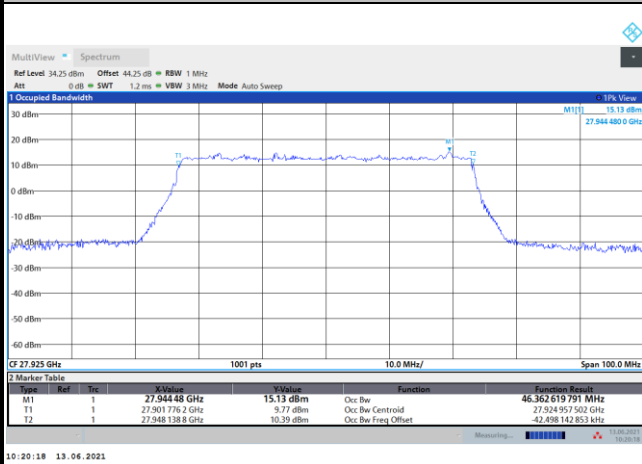 MultiView Spectrum
Ref Level 34.25 dBm Offset 44.25 dB RBW 1 MHz
Att 0 dB SWT 1.2 ms VBW 3 MHz Mode Auto Sweep
1 Occupied Bandwidth 1Pk View
M1[1] 15.13 dBm
27.944 480 0 GHz
30 dBm
20 dBm
M1
T1 T2
10 dBm
0 dBm
-10 dBm
-20 dBm
-30 dBm
-40 dBm
-50 dBm
-60 dBm
CF 27.925 GHz 1001 pts 10.0 MHz/ Span 100.0 MHz
2 Marker Table
Type Ref Trc X-Value Y-Value Function Function Result
M1 1 27.944 48 GHz 15.13 dBm Occ Bw 46.362 619 791 MHz
T1 1 27.901 776 2 GHz 9.77 dBm Occ Bw Centroid 27.924 957 502 GHz
T2 1 27.948 138 8 GHz 10.39 dBm Occ Bw Freq Offset -42.498 142 853 kHz
Measuring... 13.06.2021
10:20:18
10:20:18 13.06.2021